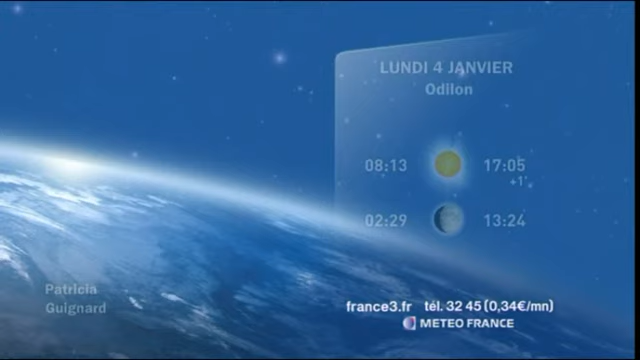 LUNDI 4 JANVIER
Odilon
08:13 17:05
+1'
02:29 13:24
Patricia
Guignard
france3.fr tél. 32 45 (0,34€/mn)
METEO FRANCE